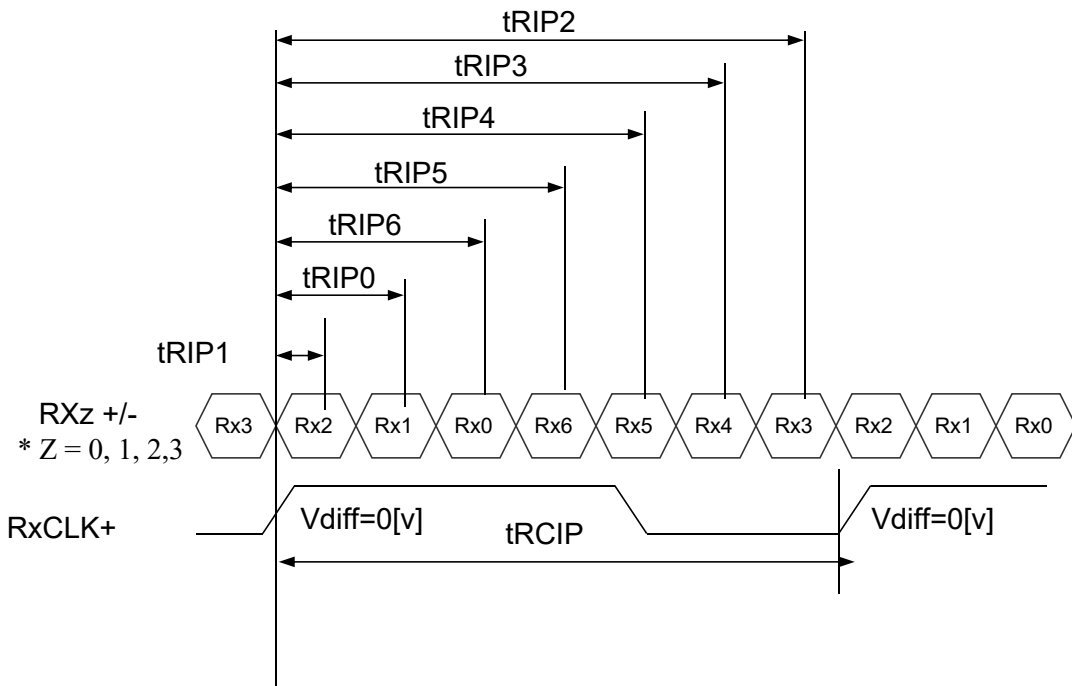 tRIP2
tRIP3
tRIP4
tRIP5
tRIP6
tRIP0
tRIP1
RXz +/-
* Z = 0, 1, 2,3
Rx3 Rx2 Rx1 Rx0 Rx6 Rx5 Rx4 Rx3 Rx2 Rx1 Rx0
RxCLK+ Vdiff=0[v] Vdiff=0[v]
tRCIP